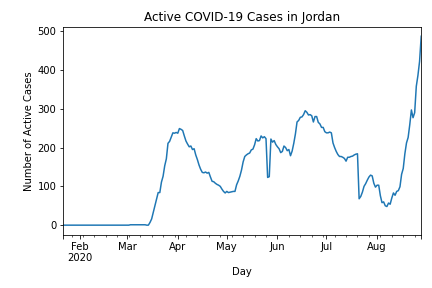 Active COVID-19 Cases in Jordan
Number of Active Cases
500
400
300
200
100
0
Feb Mar Apr May Jun Jul Aug
2020
Day